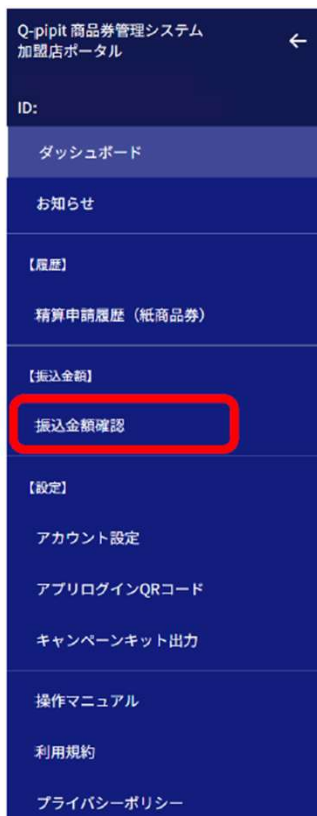 Q-pipit 商品券管理システム
加盟店ポータル
ID:
ダッシュボード
お知らせ
【履歴】
精算申請履歴（紙商品券）
【振込金額】
振込金額確認
【設定】
アカウント設定
アプリログインQRコード
キャンペーンキット出力
操作マニュアル
利用規約
プライバシーポリシー